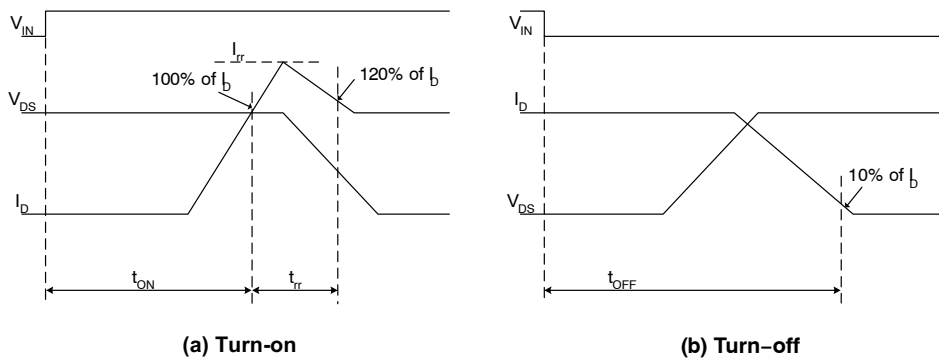 V_IN
I_rr
100% of I_D
120% of I_D
V_DS
I_D
t_ON
t_rr
(a) Turn-on
V_IN
I_D
10% of I_D
V_DS
t_OFF
(b) Turn−off